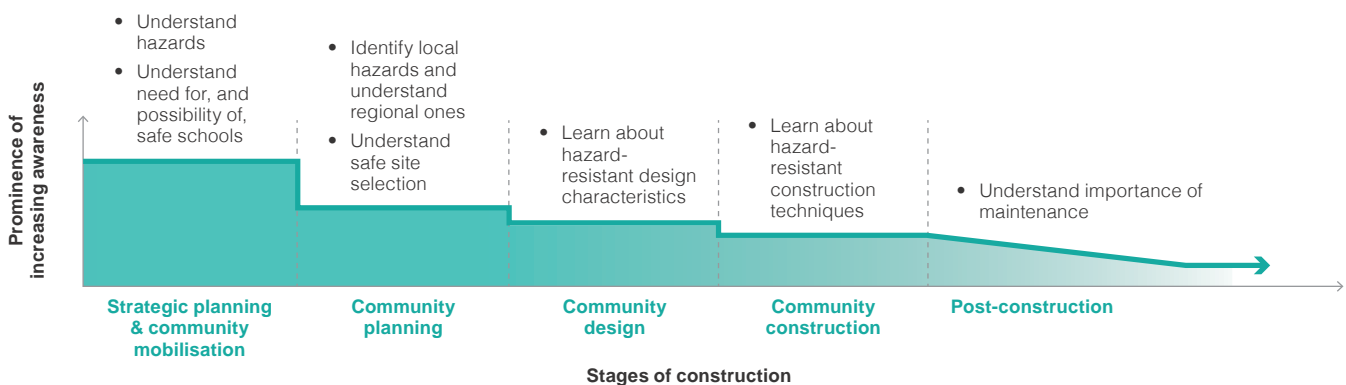 • Understand
hazards
• Understand
need for, and
possibility of,
safe schools
• Identify local
hazards and
understand
regional ones
• Understand
safe site
selection
• Learn about
hazard-
resistant design
characteristics
• Learn about
hazard-
resistant
construction
techniques
• Understand importance of
maintenance
Prominence of
increasing awareness
Strategic planning
& community
mobilisation
Community
planning
Community
design
Community
construction
Post-construction
Stages of construction